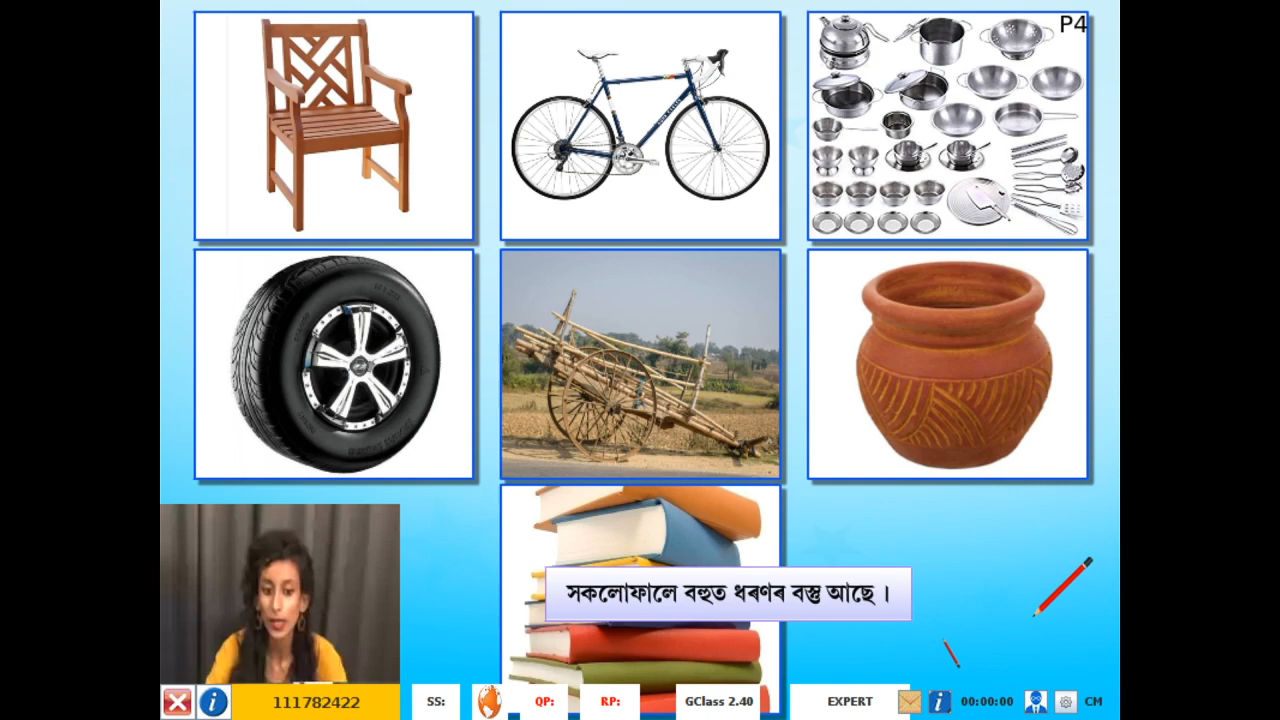 P4
সকলোফালে বহুত ধৰণৰ বস্তু আছে ।
111782422
SS:
QP:
RP:
GClass 2.40
EXPERT
00:00:00
CM